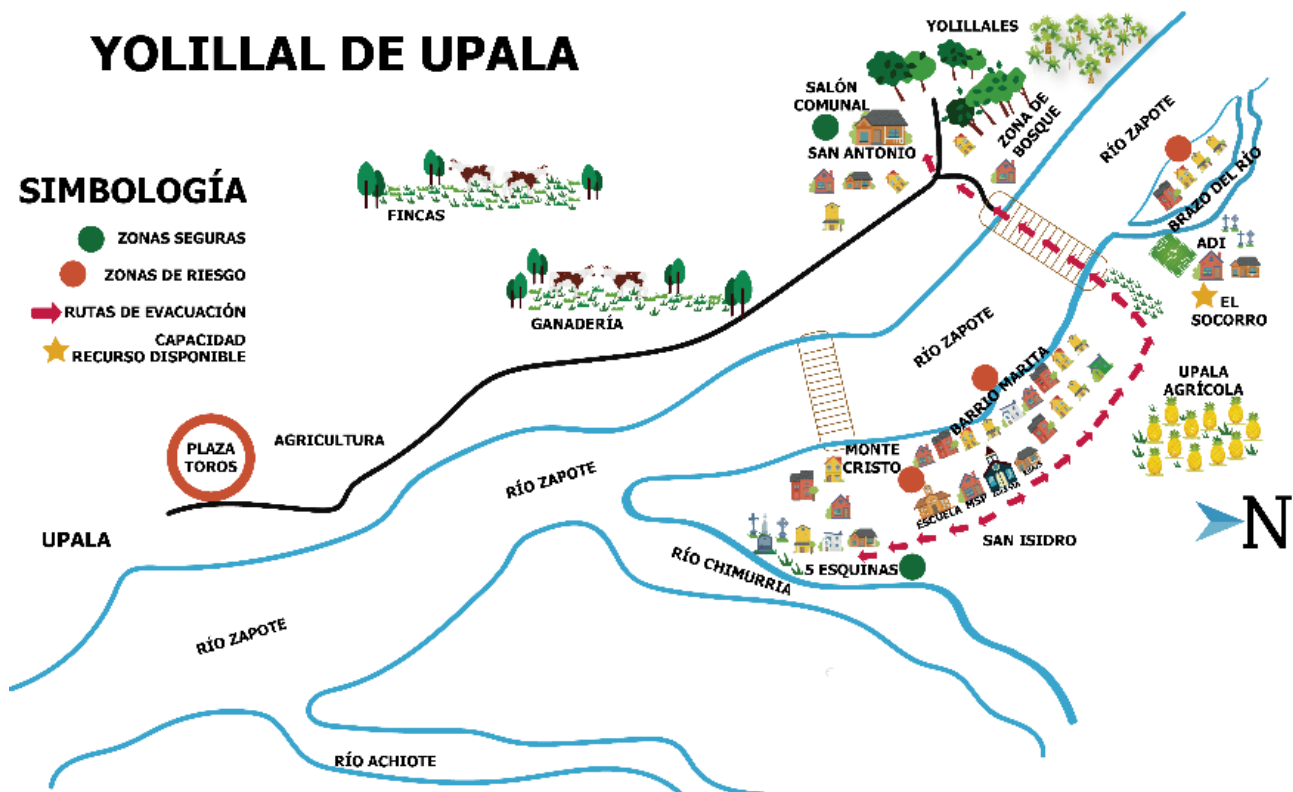 YOLILLAL DE UPALA
SIMBOLOGÍA
ZONAS SEGURAS
ZONAS DE RIESGO
RUTAS DE EVACUACIÓN
CAPACIDAD
RECURSO DISPONIBLE
YOLILLALES
SALÓN
COMUNAL
SAN ANTONIO
ZONA DE
BOSQUE
RÍO ZAPOTE
BRAZO DEL RÍO
ADI
EL
SOCORRO
FINCAS
GANADERÍA
RÍO ZAPOTE
BARRIO MARITA
UPALA
AGRÍCOLA
PLAZA
TOROS
AGRICULTURA
MONTE
CRISTO
RÍO ZAPOTE
ESCUELA
MSP
IGLESIA
N
UPALA
SAN ISIDRO
5 ESQUINAS
RÍO CHIMURRIA
RÍO ZAPOTE
RÍO ACHIOTE